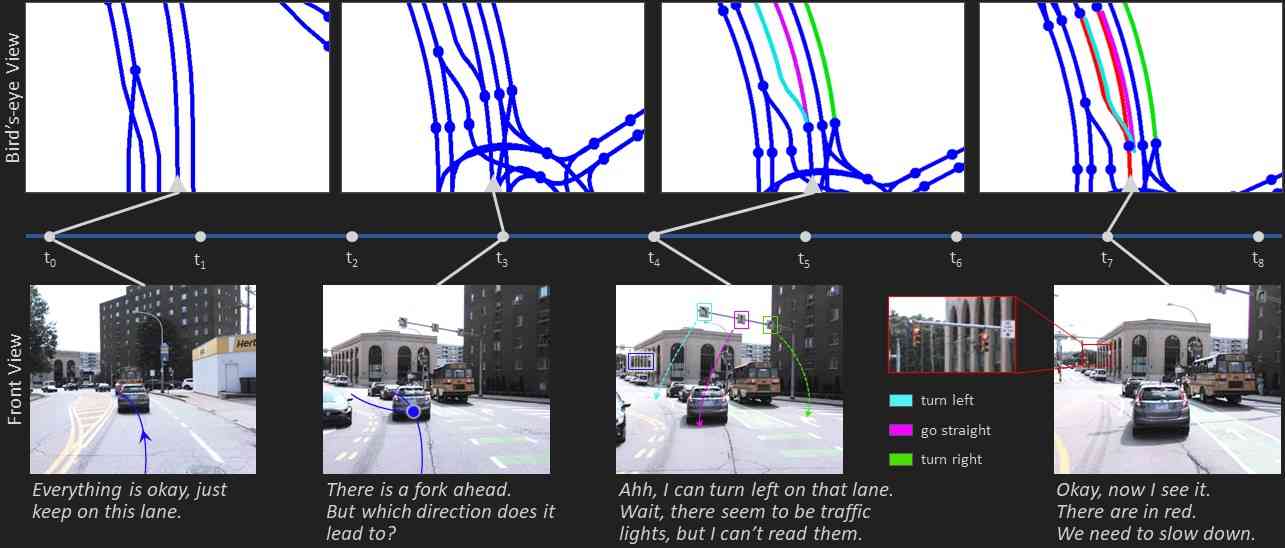 Bird's-eye View
t0
t1
t2
t3
t4
t5
t6
t7
t8
Front View
Hert
turn left
go straight
turn right
Everything is okay, just
keep on this lane.
There is a fork ahead.
But which direction does it
lead to?
Ahh, I can turn left on that lane.
Wait, there seem to be traffic
lights, but I can't read them.
Okay, now I see it.
There are in red.
We need to slow down.